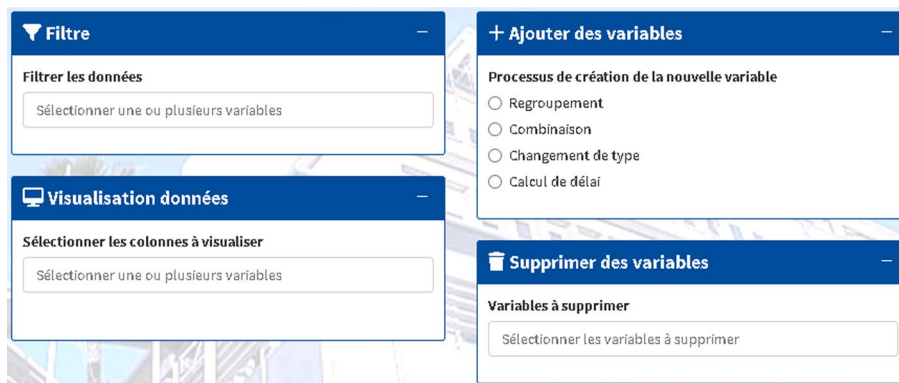 Filtre
Filtrer les données
Sélectionner une ou plusieurs variables
Visualisation données
Sélectionner les colonnes à visualiser
Sélectionner une ou plusieurs variables
Ajouter des variables
Processus de création de la nouvelle variable
Regroupement
Combinaison
Changement de type
Calcul de délai
Supprimer des variables
Variables à supprimer
Sélectionner les variables à supprimer